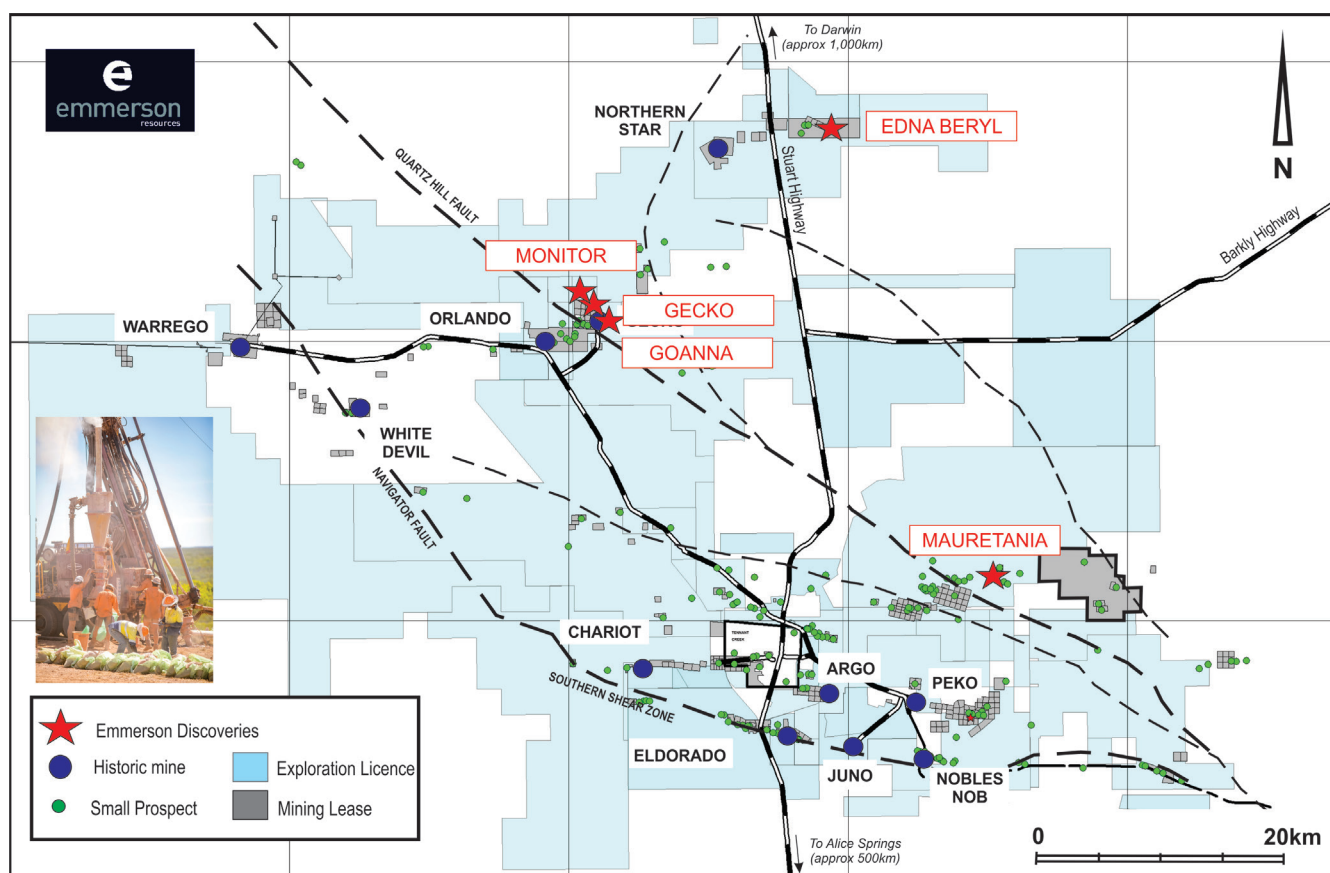 emmerson
resources
To Darwin
(approx 1,000km)
NORTHERN
STAR
EDNA BERYL
N
QUARTZ HILL FAULT
Stuart Highway
Barkly Highway
MONITOR
WARREGO
ORLANDO
GECKO
GOANNA
WHITE
DEVIL
NAVIGATOR FAULT
MAURETANIA
CHARIOT
TENNANT
CREEK
ARGO
PEKO
SOUTHERN SHEAR ZONE
ELDORADO
JUNO
NOBLES
NOB
Emmerson Discoveries
Historic mine
Exploration Licence
Small Prospect
Mining Lease
To Alice Springs
(approx 500km)
0
20km